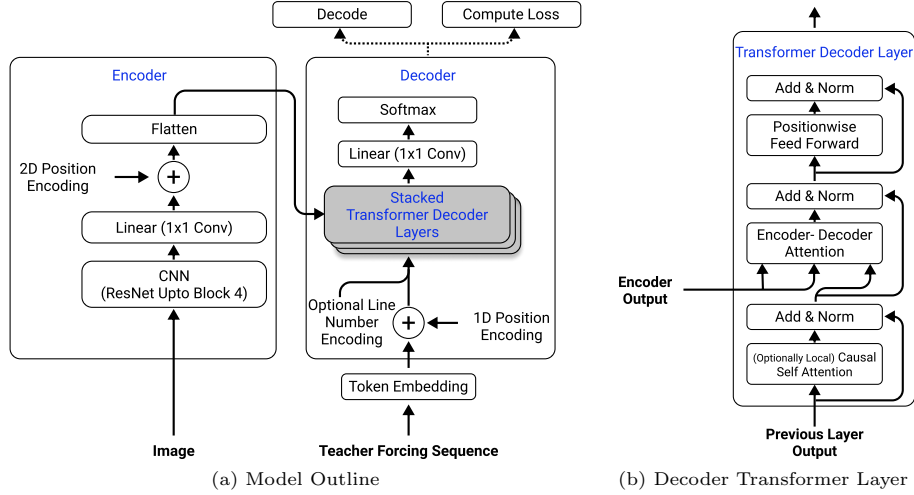 Decode
Compute Loss
Encoder
Flatten
2D Position
Encoding
+
Linear (1x1 Conv)
CNN
(ResNet Upto Block 4)
Image
Decoder
Softmax
Linear (1x1 Conv)
Stacked
Transformer Decoder
Layers
Optional Line
Number
Encoding
+
1D Position
Encoding
Token Embedding
Teacher Forcing Sequence
(a) Model Outline
Transformer Decoder Layer
Add & Norm
Positionwise
Feed Forward
Add & Norm
Encoder- Decoder
Attention
Encoder
Output
Add & Norm
(Optionally Local) Causal
Self Attention
Previous Layer
Output
(b) Decoder Transformer Layer